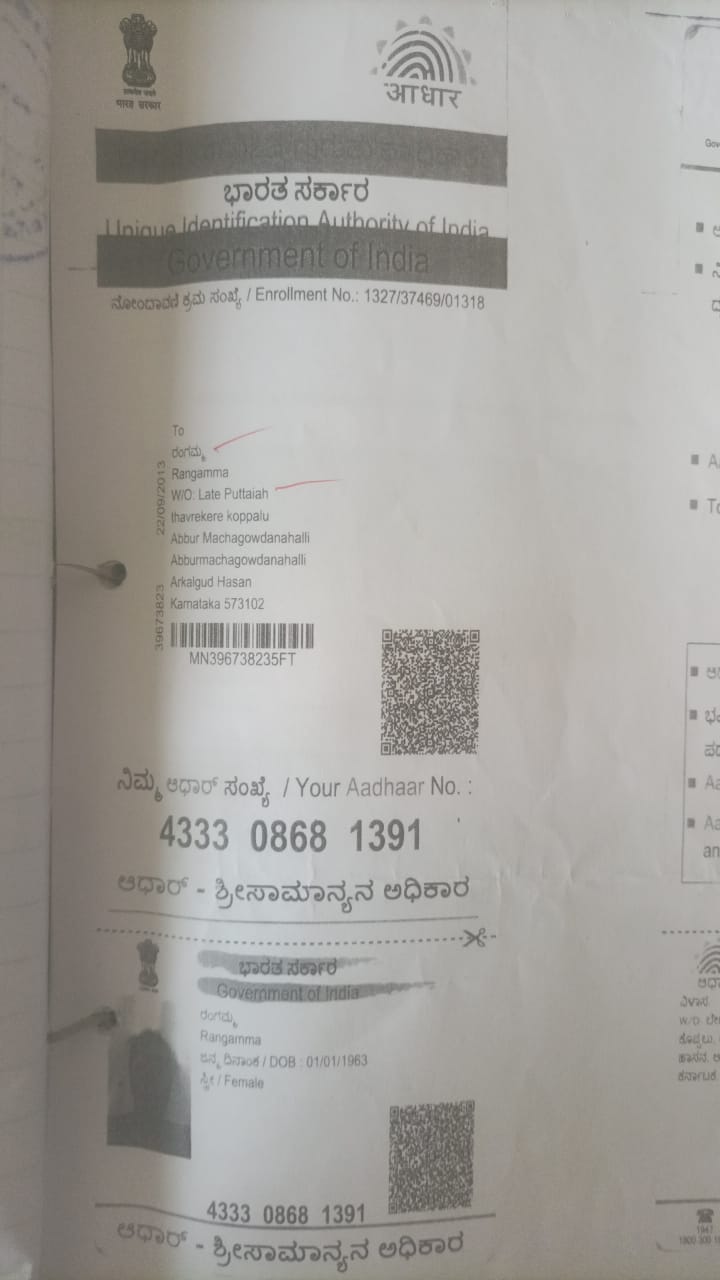 भारत सरकार
आधार
ಭಾರತ ಸರ್ಕಾರ
Unique Identification Authority of India
Government of India
ನೋಂದಾವಣಿ ಕ್ರಮ ಸಂಖ್ಯೆ / Enrollment No.: 1327/37469/01318
To
ರಂಗಮ್ಮ
Rangamma
W/O: Late Puttaiah
thavrekere koppalu
Abbur Machagowdanahalli
Abburmachagowdanahalli
Arkalgud Hasan
Karnataka 573102
22/09/2013
39673823
MN396738235FT
ನಿಮ್ಮ ಆಧಾರ್ ಸಂಖ್ಯೆ / Your Aadhaar No. :
4333 0868 1391
ಆಧಾರ್ - ಶ್ರೀಸಾಮಾನ್ಯನ ಅಧಿಕಾರ
ಭಾರತ ಸರ್ಕಾರ
Government of India
ರಂಗಮ್ಮ
Rangamma
ಜನ್ಮ ದಿನಾಂಕ / DOB : 01/01/1963
ಸ್ತ್ರೀ / Female
4333 0868 1391
ಆಧಾರ್ - ಶ್ರೀಸಾಮಾನ್ಯನ ಅಧಿಕಾರ
W/O
1947